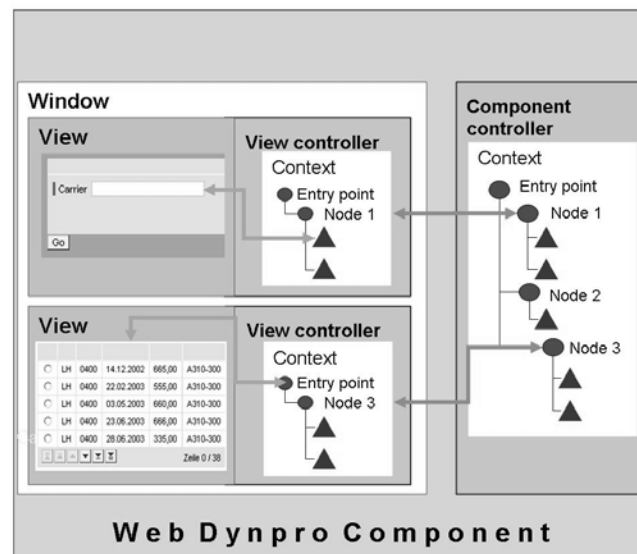 Window
View
Carrier
Go
View controller
Context
Entry point
Node 1
View
LH 0400 14.12.2002 665,00 A310-300
LH 0400 22.02.2003 555,00 A310-300
LH 0400 03.05.2003 660,00 A310-300
LH 0400 23.06.2003 666,00 A310-300
LH 0400 28.06.2003 335,00 A310-300
Zeile 0 / 38
View controller
Context
Entry point
Node 3
Component
controller
Context
Entry point
Node 1
Node 2
Node 3
Web Dynpro Component